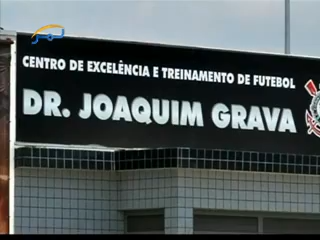 CENTRO DE EXCELÊNCIA E TREINAMENTO DE FUTEBOL
DR. JOAQUIM GRAVA